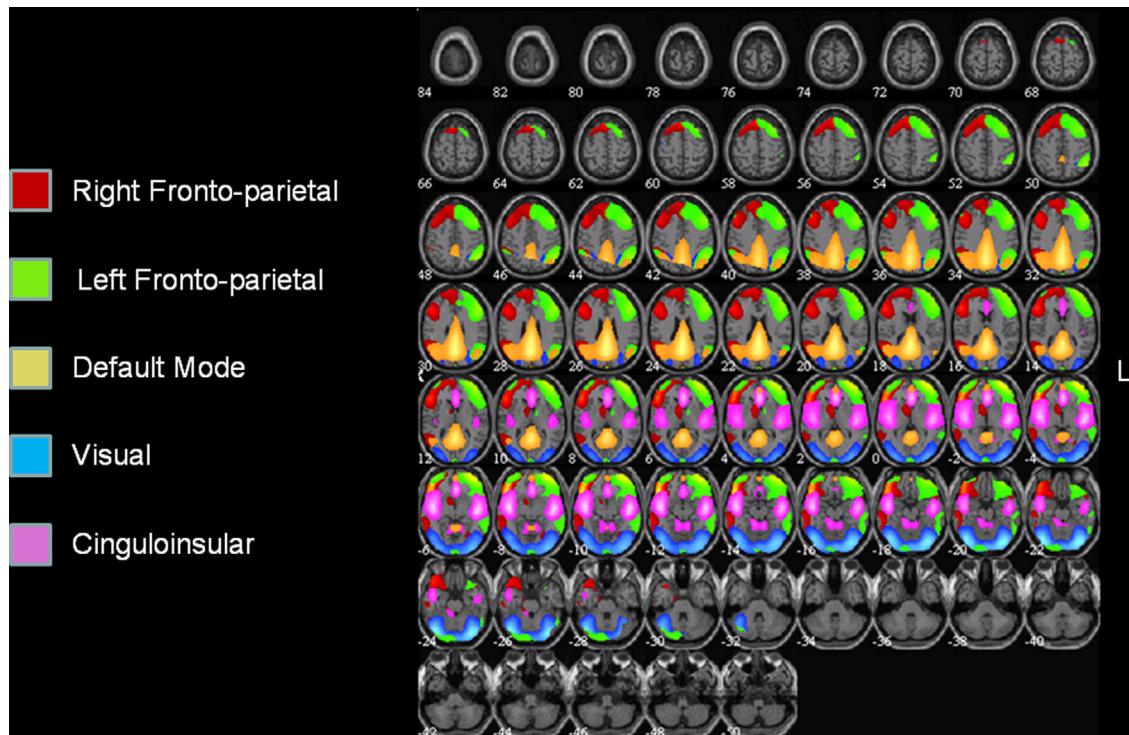 Right Fronto-parietal
Left Fronto-parietal
Default Mode
Visual
Cinguloinsular
84 82 80 78 76 74 72 70 68
66 64 62 60 58 56 54 52 50
48 46 44 42 40 38 36 34 32
30 28 26 24 22 20 18 16 14
L
12 10 8 6 4 2 0 -2 -4
-6 -8 -10 -12 -14 -16 -18 -20 -22
-24 -26 -28 -30 -32 -34 -36 -38 -40
-42 -44 -46 -48 -50